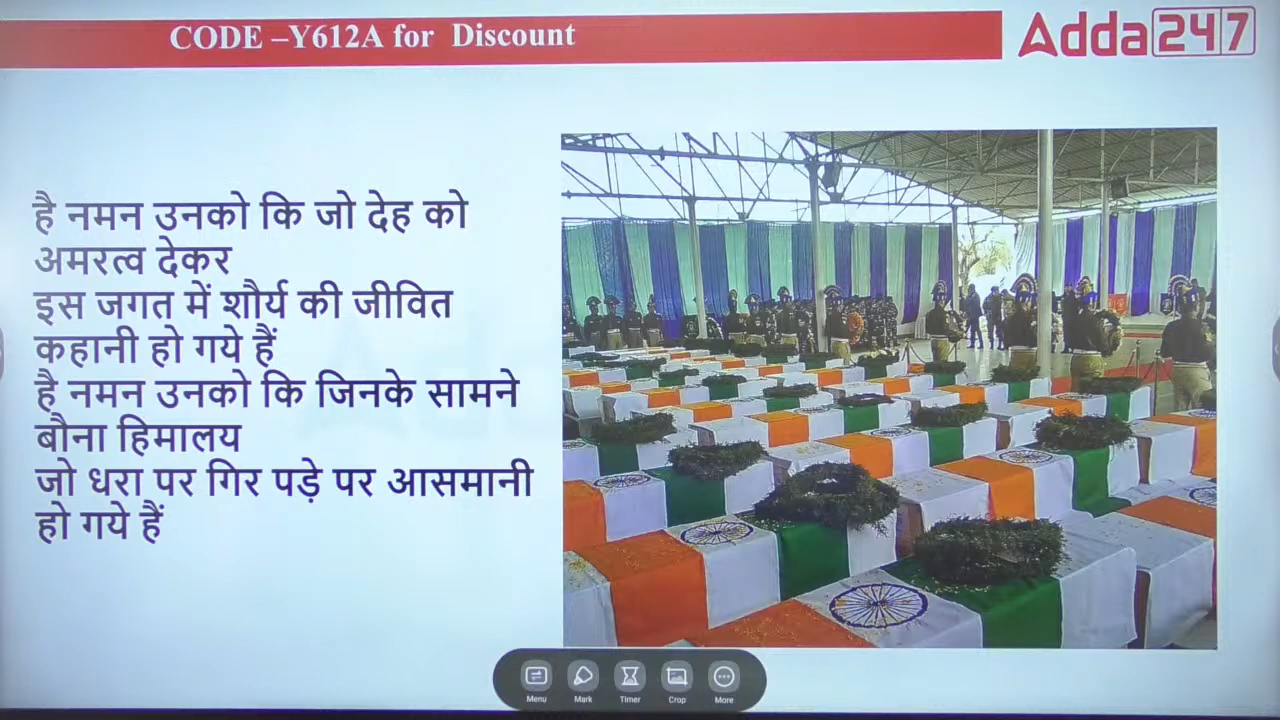 CODE –Y612A for Discount
Adda247
है नमन उनको कि जो देह को
अमरत्व देकर
इस जगत में शौर्य की जीवित
कहानी हो गये हैं
है नमन उनको कि जिनके सामने
बौना हिमालय
जो धरा पर गिर पड़े पर आसमानी
हो गये हैं
Menu
Mark
Timer
Crop
More